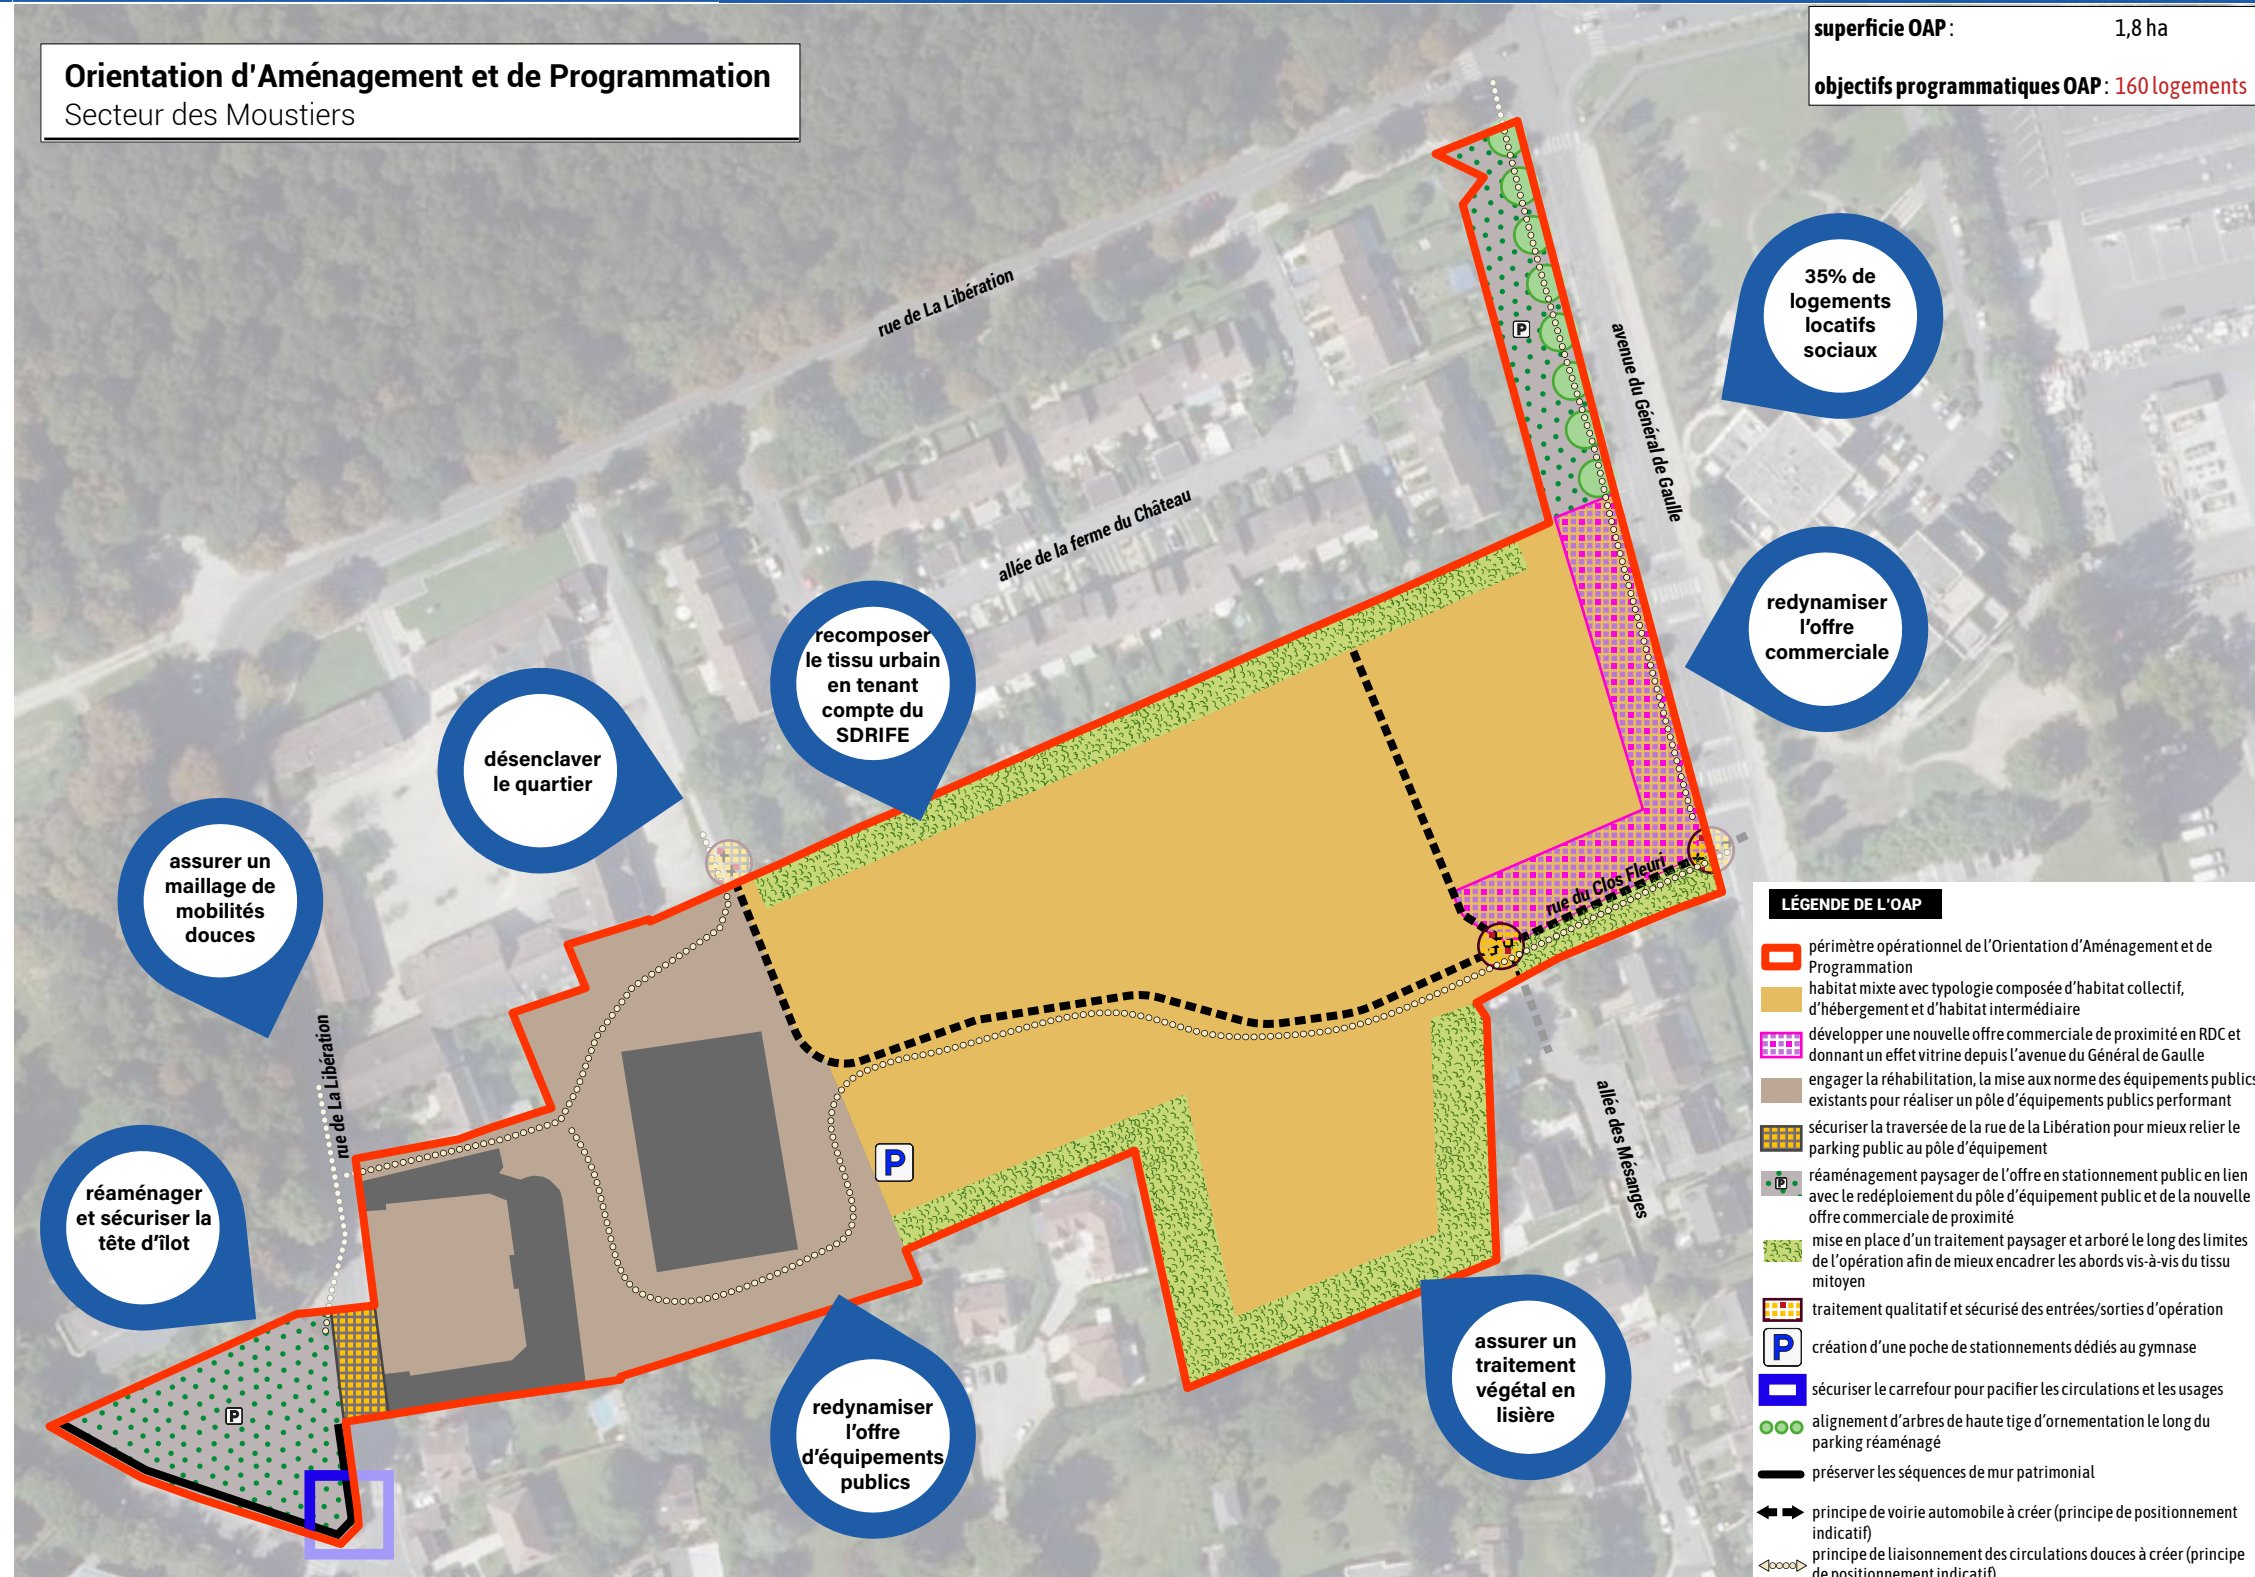 Orientation d'Aménagement et de Programmation
Secteur des Moustiers
superficie OAP : 1,8 ha
objectifs programmatiques OAP : 160 logements
35% de
logements
locatifs
sociaux
rue de La Libération
avenue du Général de Gaulle
P
allée de la ferme du Château
redynamiser
l'offre
commerciale
recomposer
le tissu urbain
en tenant
compte du
SDRIFE
désenclaver
le quartier
assurer un
maillage de
mobilités
douces
rue du Clos Fleuri
rue de La Libération
allée des Mésanges
P
réaménager
et sécuriser la
tête d'îlot
P
redynamiser
l'offre
d'équipements
publics
assurer un
traitement
végétal en
lisière
LÉGENDE DE L'OAP
périmètre opérationnel de l'Orientation d'Aménagement et de
Programmation
habitat mixte avec typologie composée d'habitat collectif,
d'hébergement et d'habitat intermédiaire
développer une nouvelle offre commerciale de proximité en RDC et
donnant un effet vitrine depuis l'avenue du Général de Gaulle
engager la réhabilitation, la mise aux norme des équipements publics
existants pour réaliser un pôle d'équipements publics performant
sécuriser la traversée de la rue de la Libération pour mieux relier le
parking public au pôle d'équipement
P
réaménagement paysager de l'offre en stationnement public en lien
avec le redéploiement du pôle d'équipement public et de la nouvelle
offre commerciale de proximité
mise en place d'un traitement paysager et arboré le long des limites
de l'opération afin de mieux encadrer les abords vis-à-vis du tissu
mitoyen
traitement qualitatif et sécurisé des entrées/sorties d'opération
P
création d'une poche de stationnements dédiés au gymnase
sécuriser le carrefour pour pacifier les circulations et les usages
alignement d'arbres de haute tige d'ornementation le long du
parking réaménagé
préserver les séquences de mur patrimonial
principe de voirie automobile à créer (principe de positionnement
indicatif)
principe de liaisonnement des circulations douces à créer (principe
de positionnement indicatif)